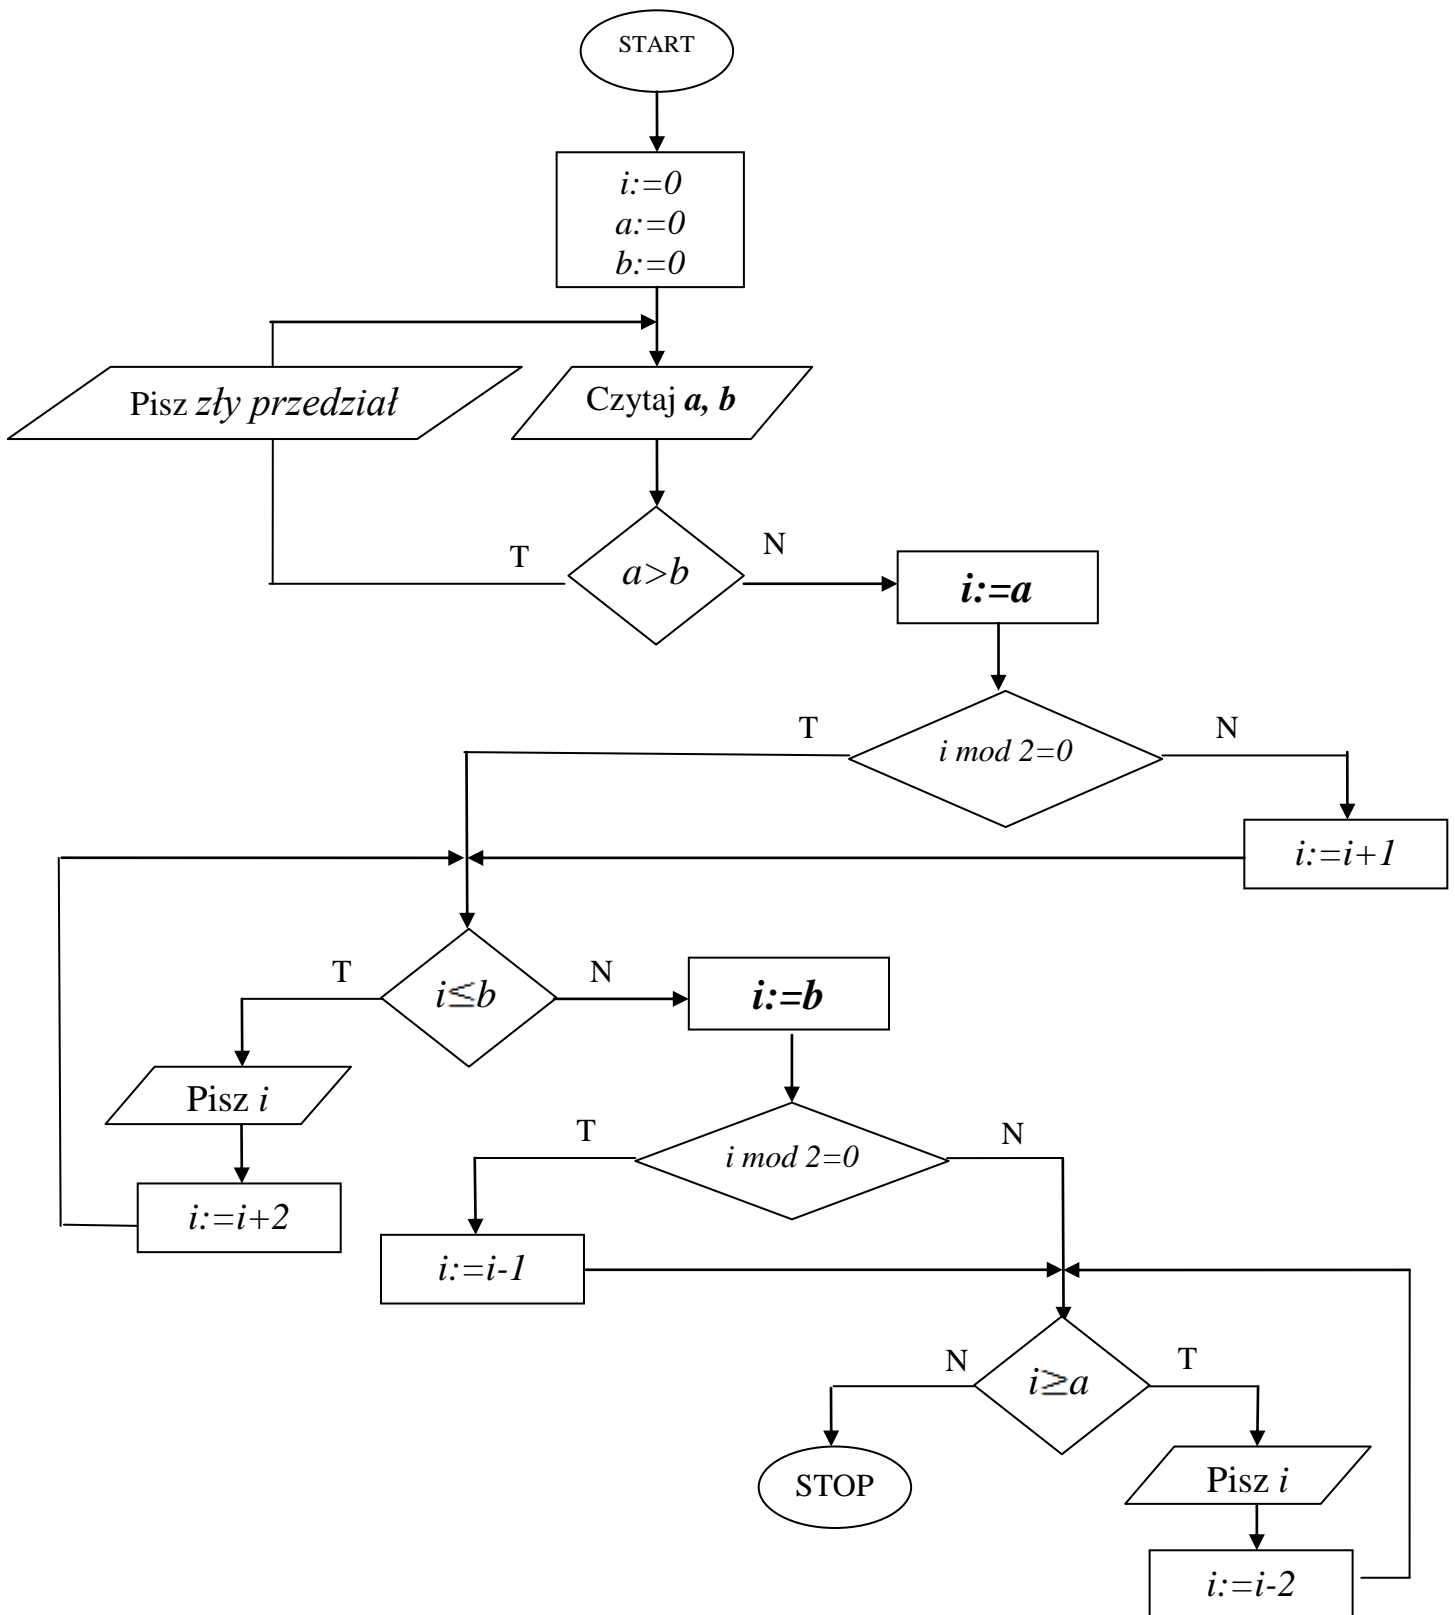 START
i:=0
a:=0
b:=0
Pisz zły przedział
Czytaj a, b
T
a>b
N
i:=a
T
i mod 2=0
N
i:=i+1
T
i≤b
N
i:=b
Pisz i
T
i mod 2=0
N
i:=i+2
i:=i-1
N
i≥a
T
STOP
Pisz i
i:=i-2